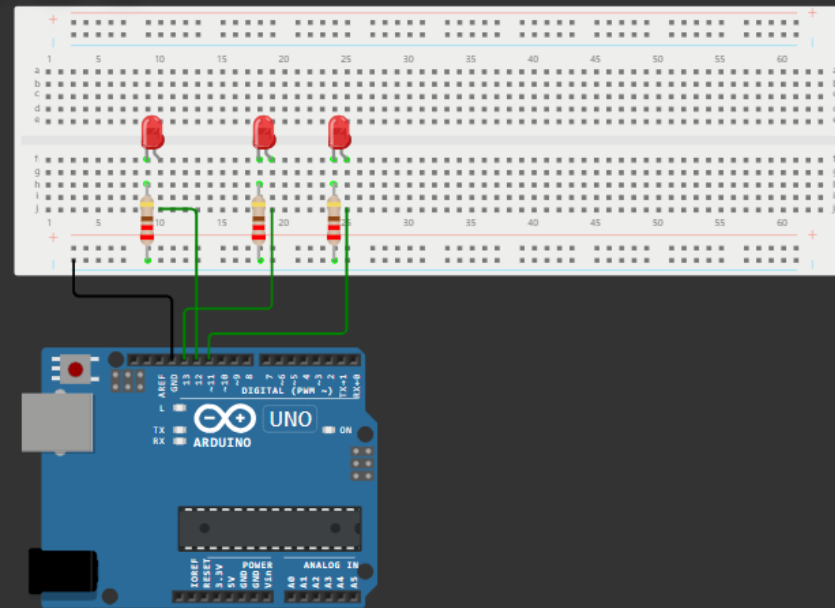 + +
1 5 10 15 20 25 30 35 40 45 50 55 60
a
b
c
d
e
f
g
h
i
j
1 5 10 15 20 25 30 35 40 45 50 55 60
+ +
AREF GND 13 12 ~11 ~10 ~9 8 7 ~6 ~5 4 ~3 2 TX→1 RX←0
DIGITAL (PWM ~)
L
UNO
TX
RX
ON
ARDUINO
POWER
ANALOG IN
IOREF RESET 3.3V 5V GND GND Vin A0 A1 A2 A3 A4 A5